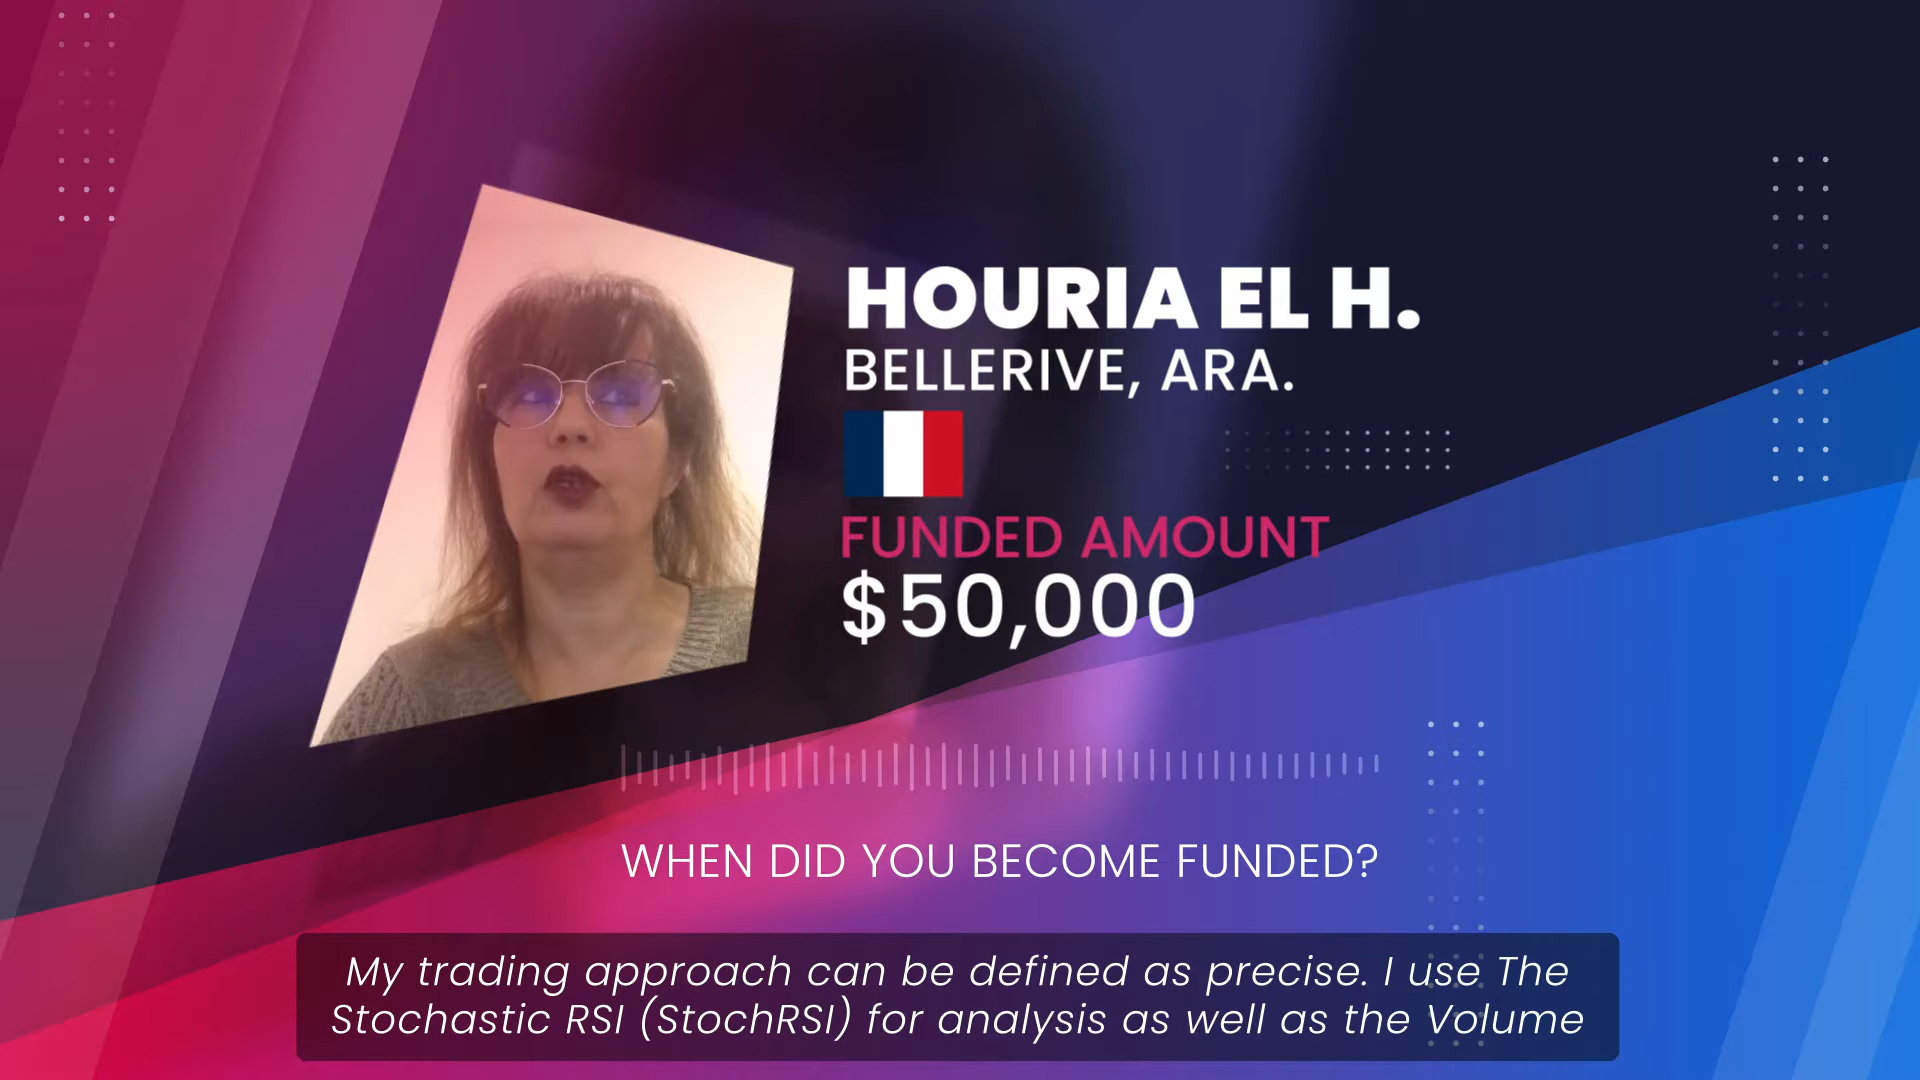 HOURIA EL H.
BELLERIVE, ARA.
FUNDED AMOUNT
$50,000
WHEN DID YOU BECOME FUNDED?
My trading approach can be defined as precise. I use The
Stochastic RSI (StochRSI) for analysis as well as the Volume